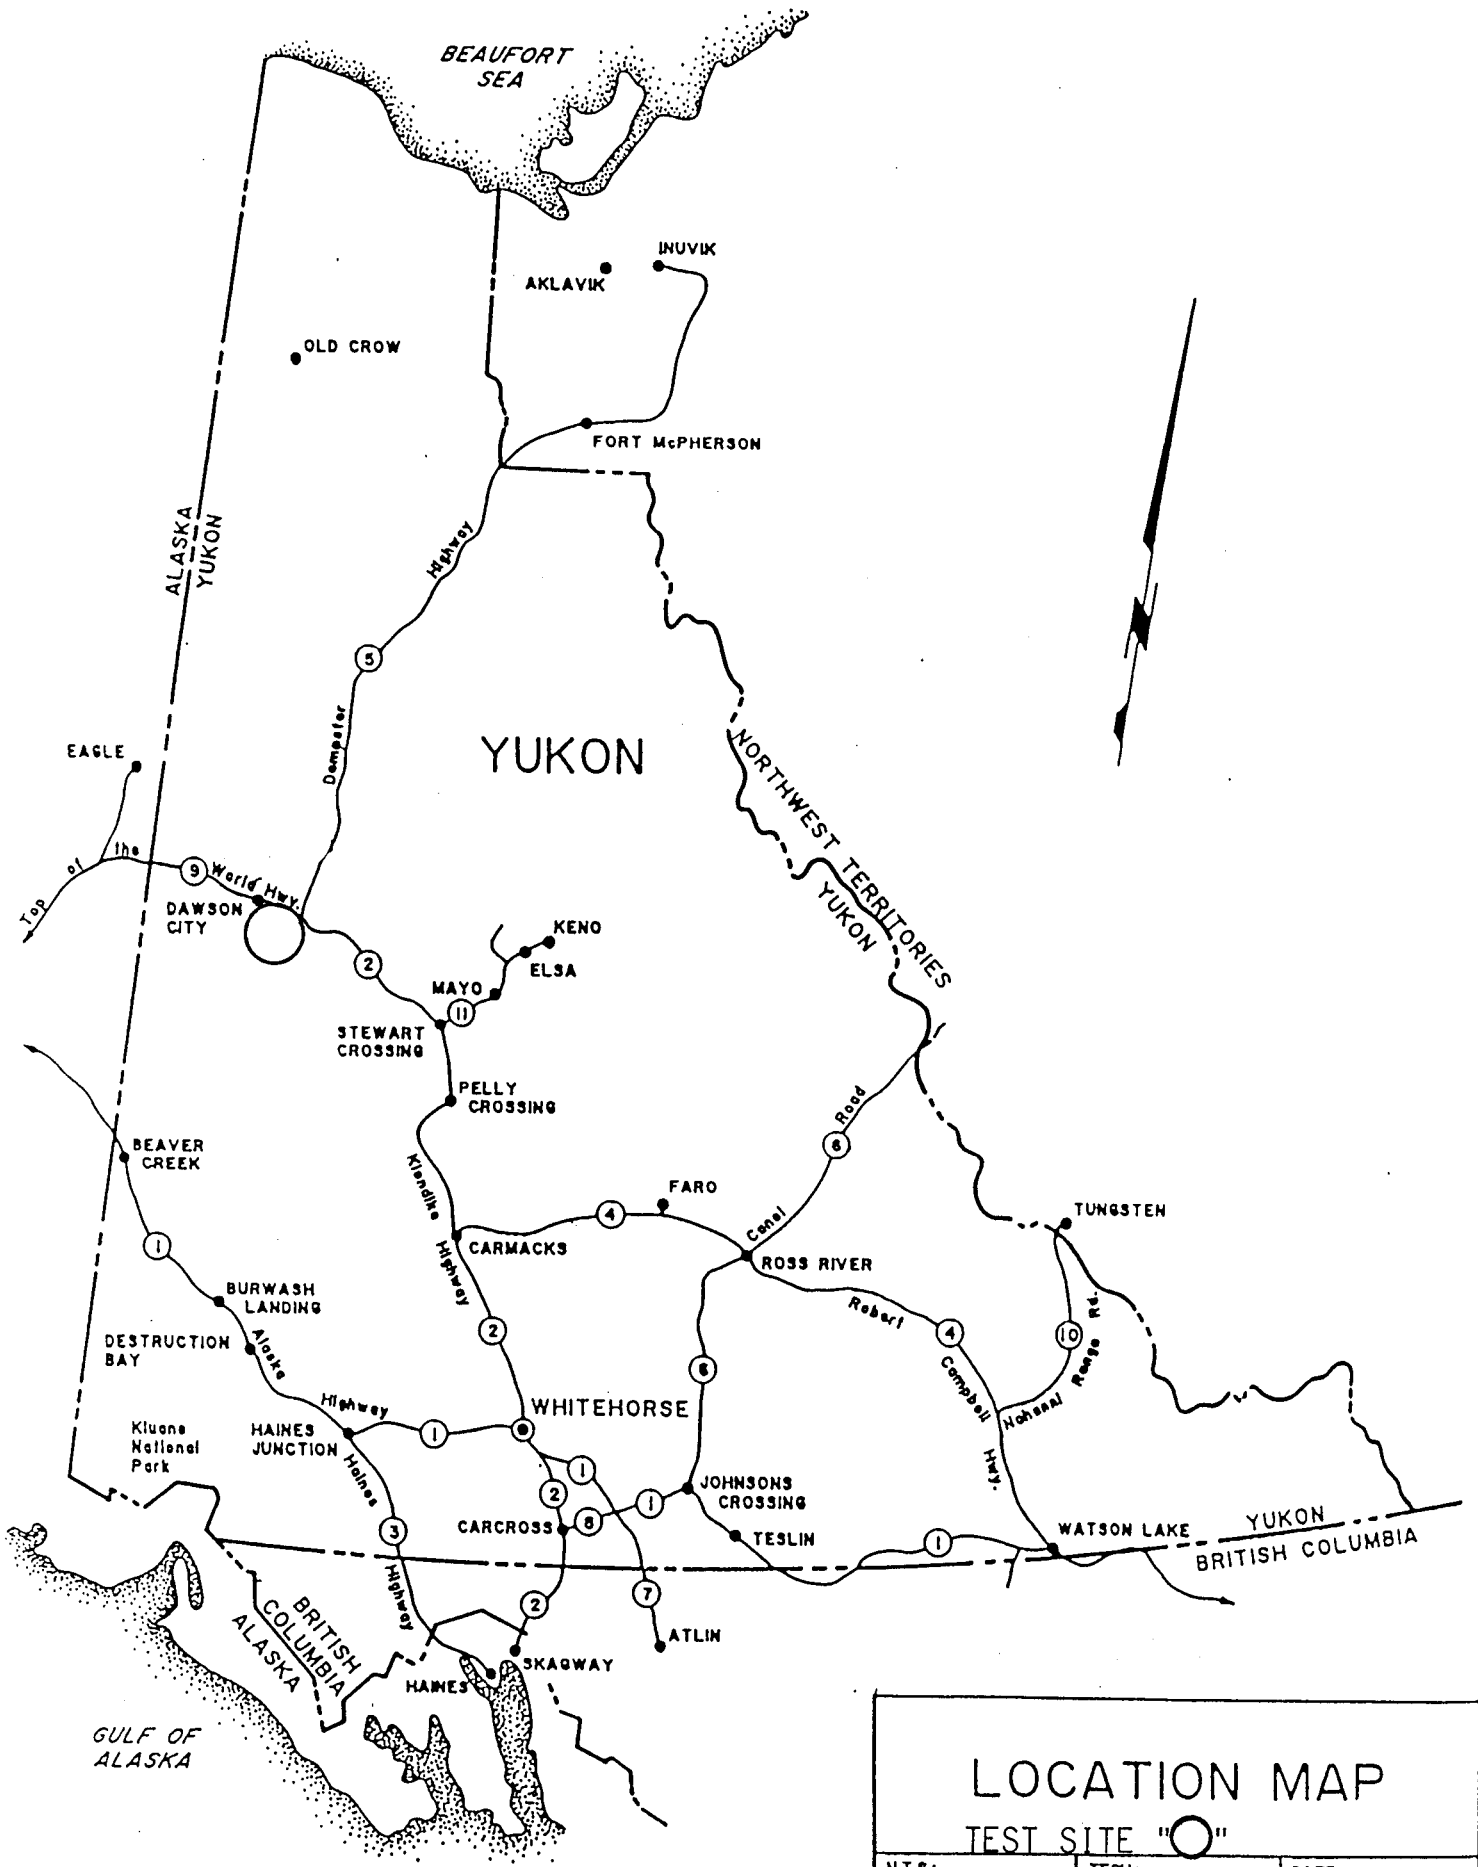 BEAUFORT
SEA
INUVIK
AKLAVIK
OLD CROW
FORT McPHERSON
Highway
ALASKA
YUKON
5
Dempster
YUKON
EAGLE
NORTHWEST TERRITORIES
YUKON
Top of the World Hwy.
9
DAWSON
CITY
2
KENO
ELSA
MAYO
11
STEWART
CROSSING
PELLY
CROSSING
BEAVER
CREEK
Klondike
Highway
Canol
Road
6
FARO
4
TUNGSTEN
CARMACKS
ROSS RIVER
1
BURWASH
LANDING
DESTRUCTION
BAY
Alaska
Highway
2
Robert
Campbell
Hwy.
4
10
Nahanni Range Rd.
6
WHITEHORSE
Kluane
National
Park
HAINES
JUNCTION
1
Haines
Highway
1
2
JOHNSONS
CROSSING
CARCROSS
8
1
3
TESLIN
1
WATSON LAKE
YUKON
BRITISH COLUMBIA
2
7
ATLIN
BRITISH
COLUMBIA
ALASKA
SKAGWAY
HAINES
GULF OF
ALASKA
LOCATION MAP
TEST SITE "O"